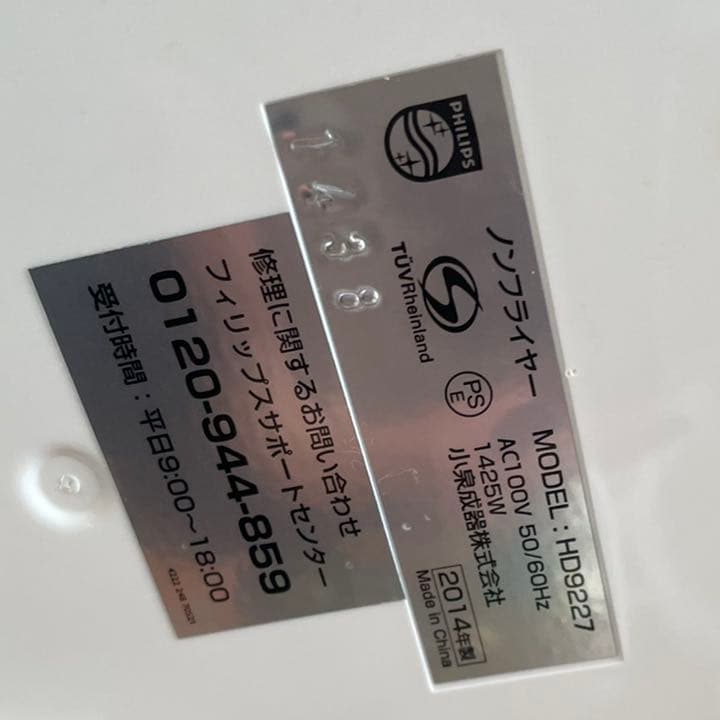 PHILIPS
ノンフライヤー MODEL : HD9227
AC100V 50/60Hz
1425W
小泉成器株式会社
TÜVRheinland
PS
E
2014年製
Made in China
1438
修理に関するお問い合わせ
フィリップスサポートセンター
0120-944-859
受付時間：平日9:00～18:00